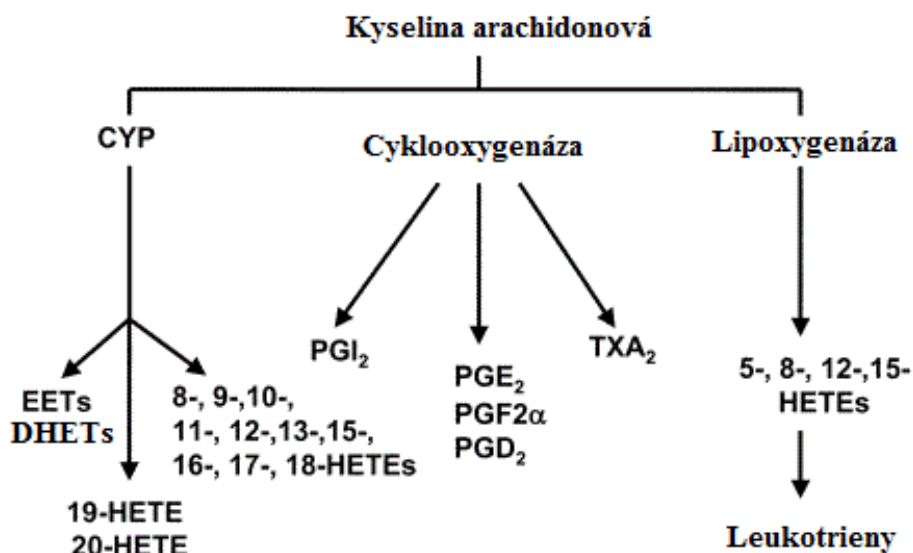 Kyselina arachidonová
CYP
Cyklooxygenáza
Lipoxygenáza
EETs
DHETs
8-, 9-,10-,
11-, 12-,13-,15-,
16-, 17-, 18-HETEs
19-HETE
20-HETE
PGI2
PGE2
PGF2α
PGD2
TXA2
5-, 8-, 12-,15-
HETEs
Leukotrieny